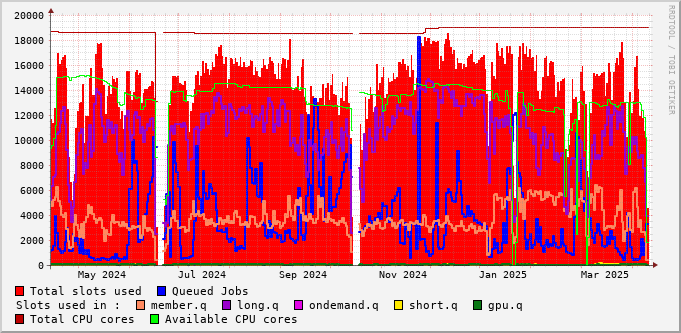 20000
18000
16000
14000
12000
10000
8000
6000
4000
2000
0
May 2024 Jul 2024 Sep 2024 Nov 2024 Jan 2025 Mar 2025
RRDTOOL / TOBI OETIKER
Total slots used Queued Jobs
Slots used in : member.q long.q ondemand.q short.q gpu.q
Total CPU cores Available CPU cores